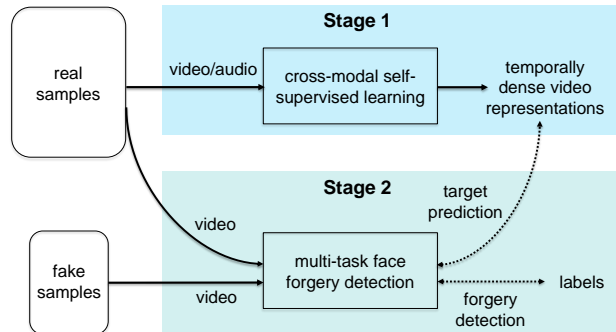 Stage 1
real
samples
video/audio
cross-modal self-
supervised learning
temporally
dense video
representations
Stage 2
target
prediction
video
fake
samples
video
multi-task face
forgery detection
forgery
detection
labels